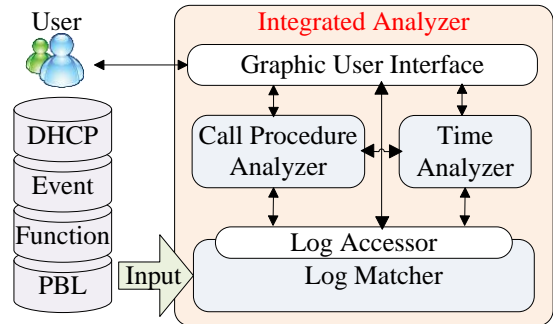 User
Integrated Analyzer
Graphic User Interface
DHCP
Event
Function
PBL
Call Procedure
Analyzer
Time
Analyzer
Input
Log Accessor
Log Matcher